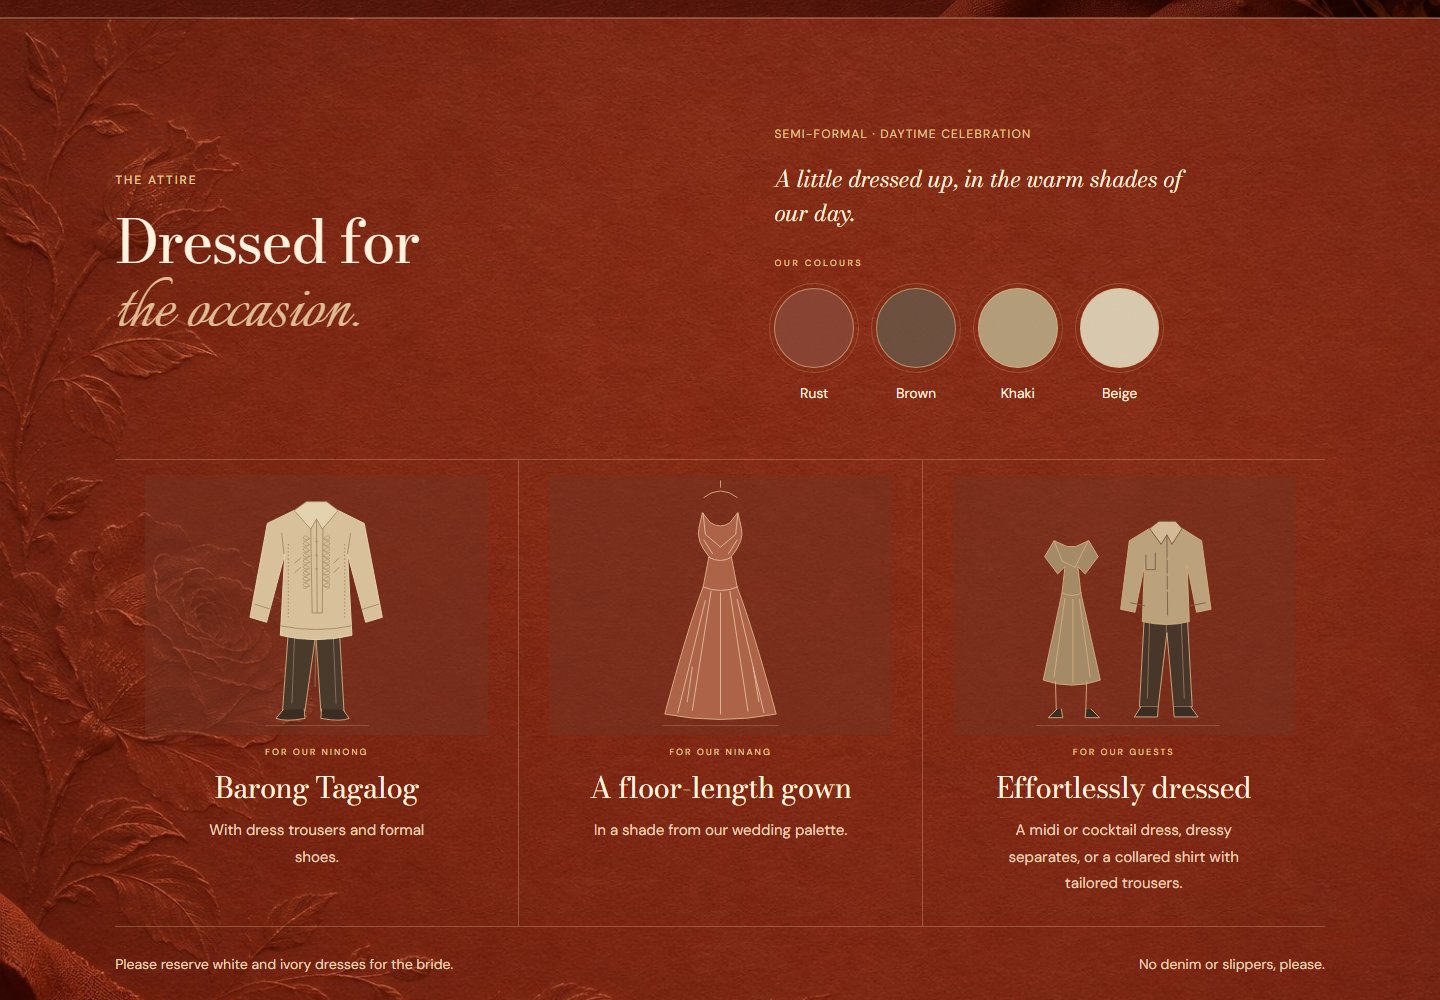 THE ATTIRE
Dressed for
the occasion.
SEMI-FORMAL · DAYTIME CELEBRATION
A little dressed up, in the warm shades of
our day.
OUR COLOURS
Rust
Brown
Khaki
Beige
FOR OUR NINONG
Barong Tagalog
With dress trousers and formal
shoes.
FOR OUR NINANG
A floor-length gown
In a shade from our wedding palette.
FOR OUR GUESTS
Effortlessly dressed
A midi or cocktail dress, dressy
separates, or a collared shirt with
tailored trousers.
Please reserve white and ivory dresses for the bride.
No denim or slippers, please.